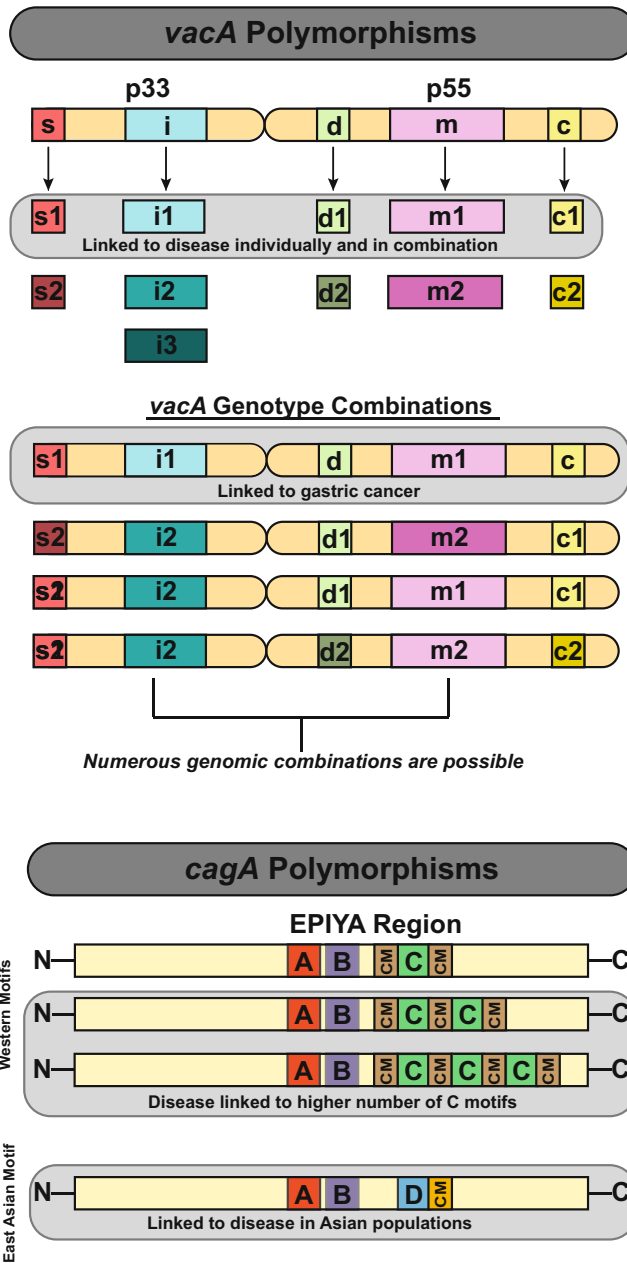 vacA Polymorphisms
p33 p55
s i d m c
s1 i1 d1 m1 c1
Linked to disease individually and in combination
s2 i2 d2 m2 c2
i3
vacA Genotype Combinations
s1 i1 d m1 c
Linked to gastric cancer
s2 i2 d1 m2 c1
i2 d1 m1 c1
i2 d2 m2 c2
Numerous genomic combinations are possible
cagA Polymorphisms
EPIYA Region
Western Motifs
N A B CM C CM C
N A B CM C CM C CM C
N A B CM C CM C CM C CM C
Disease linked to higher number of C motifs
East Asian Motif
N A B D CM C
Linked to disease in Asian populations